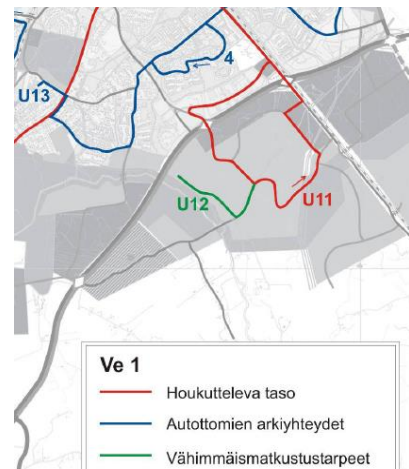 4
U13
U12
U11
Ve 1
Houkutteleva taso
Autottomien arkiyhteydet
Vähimmäismatkustustarpeet